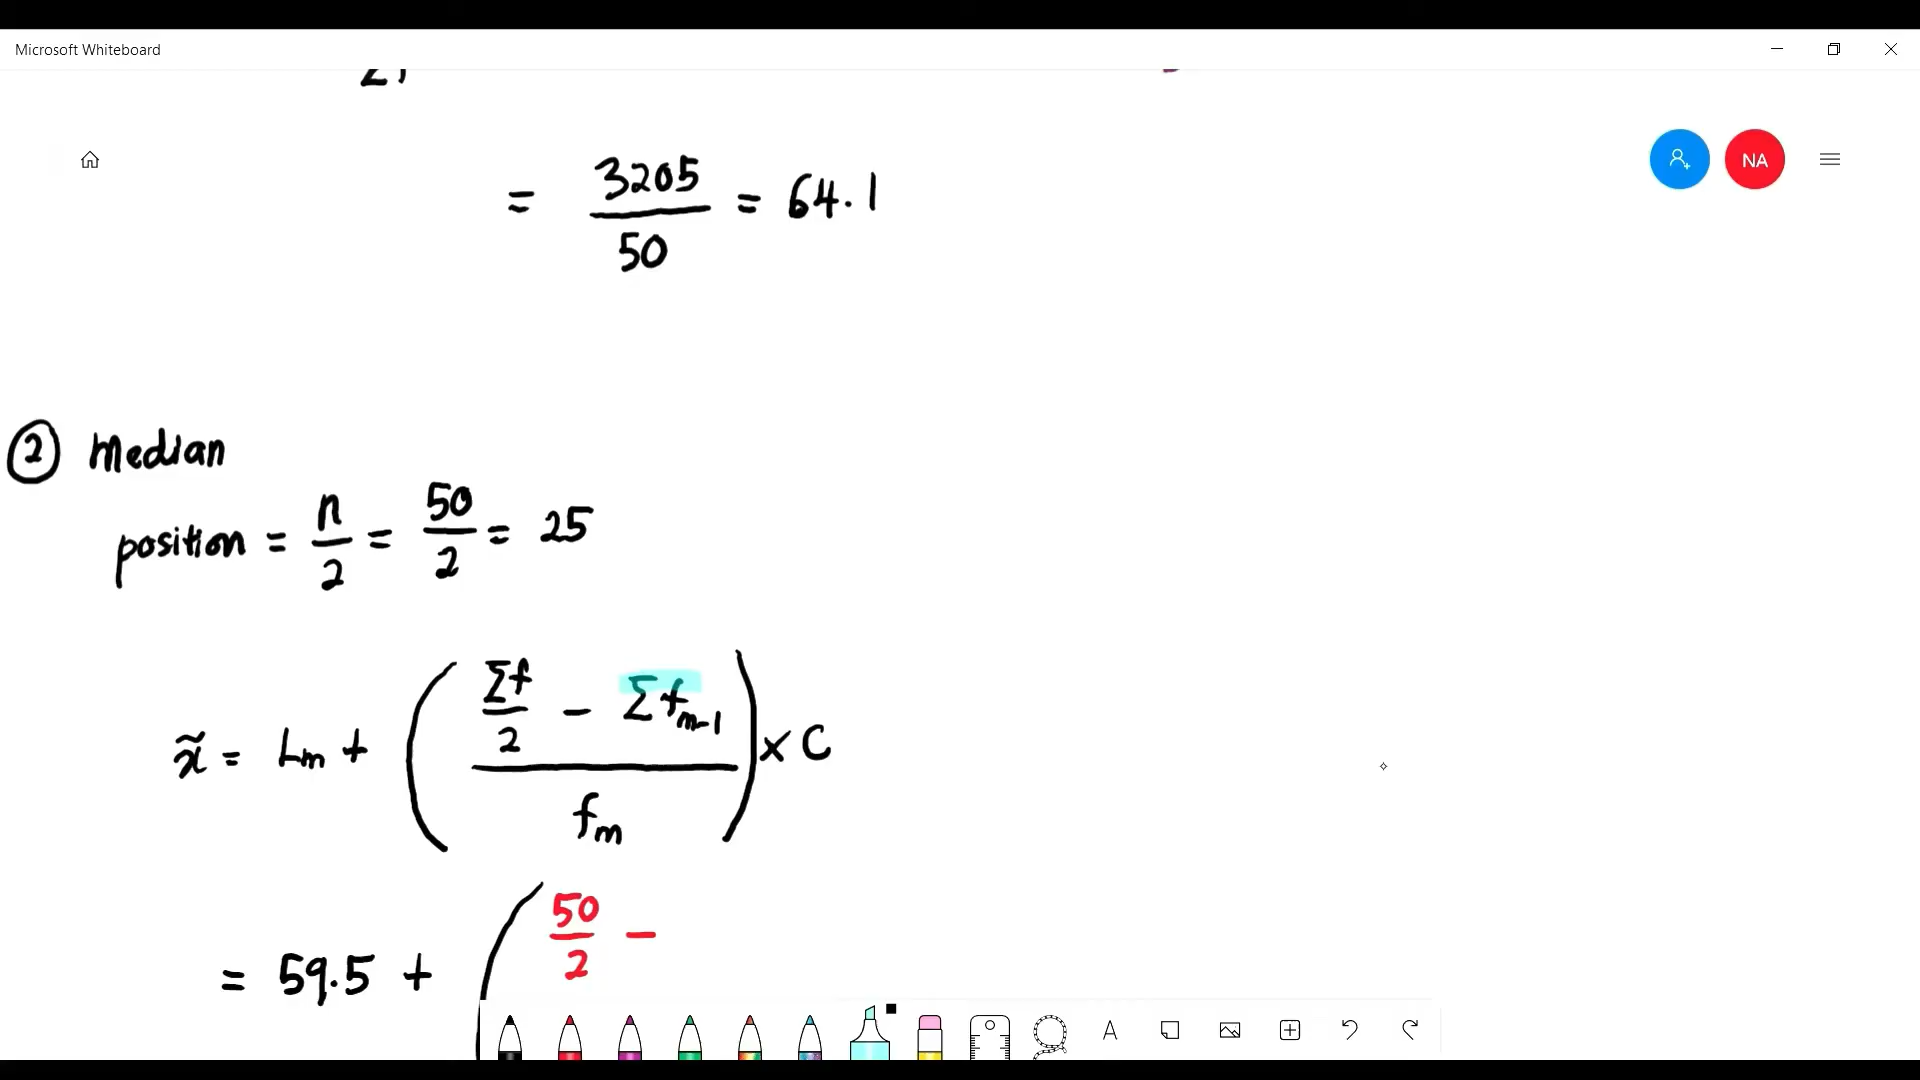 Microsoft Whiteboard
NA
= 3205/50 = 64.1
② Median
position = n/2 = 50/2 = 25
x̃ = Lm + ( (Σf/2 − Σf_{m-1}) / f_m ) × C
= 59.5 + ( 50/2 −
A